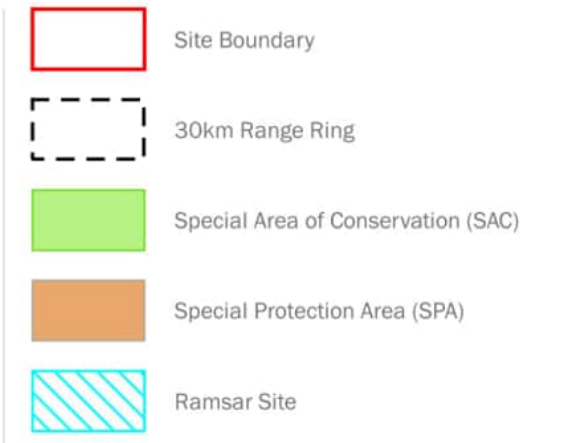 Site Boundary
30km Range Ring
Special Area of Conservation (SAC)
Special Protection Area (SPA)
Ramsar Site